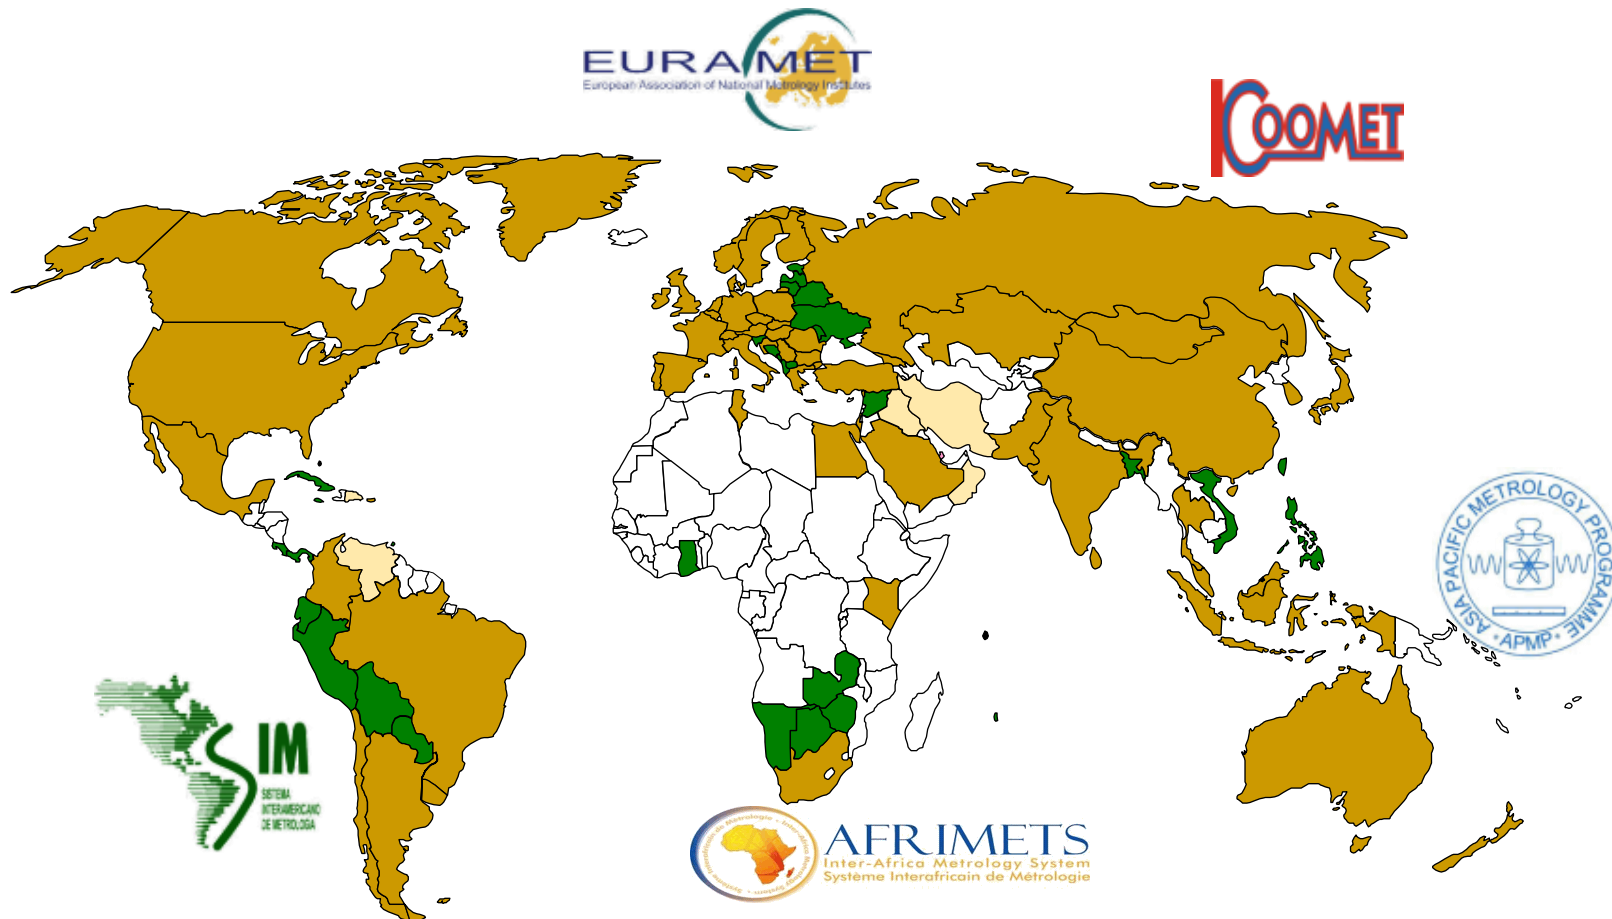 EURAMET
European Association of National Metrology Institutes
COOMET
ASIA PACIFIC METROLOGY PROGRAMME
· APMP ·
SIM
SISTEMA
INTERAMERICANO
DE METROLOGIA
AFRIMETS
Inter-Africa Metrology System
Système Interafricain de Métrologie